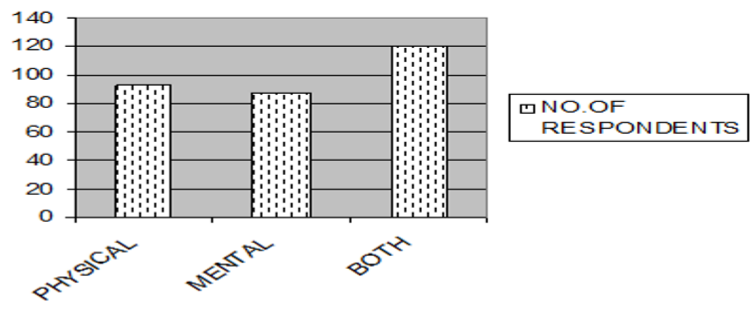 140
120
100
80
60
40
20
0
PHYSICAL
MENTAL
BOTH
NO.OF
RESPONDENTS